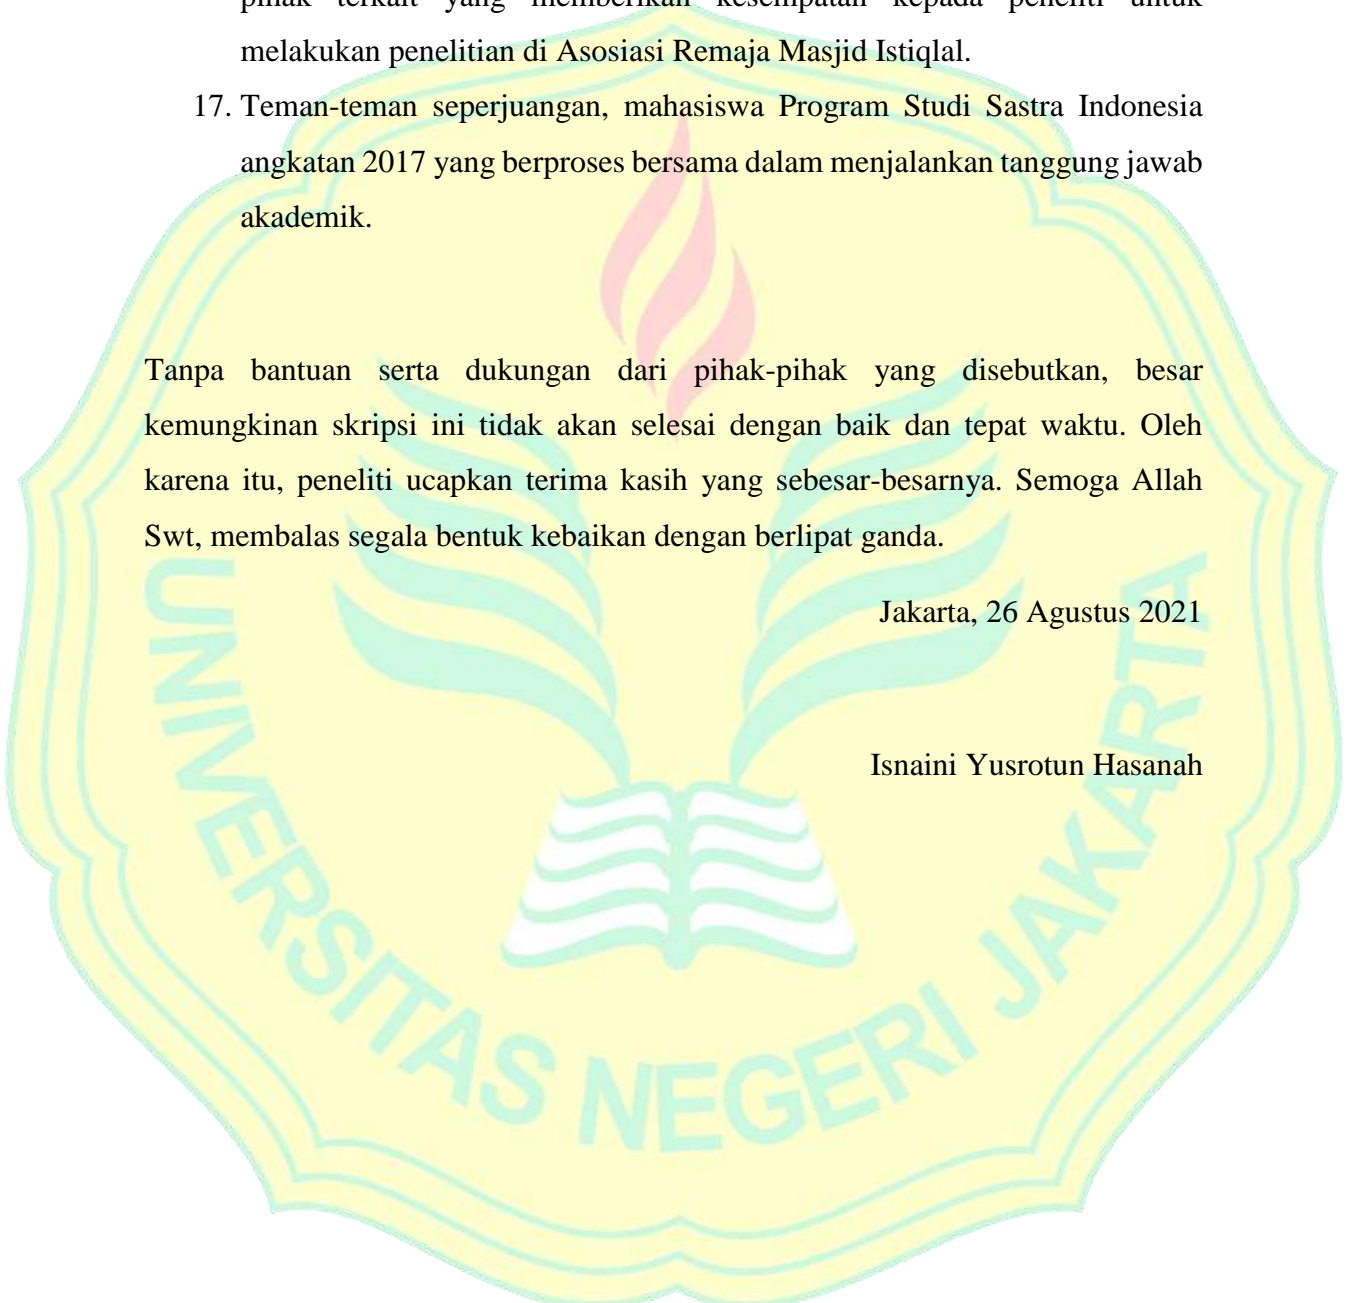 pihak terkait yang memberikan kesempatan kepada peneliti untuk
melakukan penelitian di Asosiasi Remaja Masjid Istiqlal.
17. Teman-teman seperjuangan, mahasiswa Program Studi Sastra Indonesia
angkatan 2017 yang berproses bersama dalam menjalankan tanggung jawab
akademik.
Tanpa bantuan serta dukungan dari pihak-pihak yang disebutkan, besar
kemungkinan skripsi ini tidak akan selesai dengan baik dan tepat waktu. Oleh
karena itu, peneliti ucapkan terima kasih yang sebesar-besarnya. Semoga Allah
Swt, membalas segala bentuk kebaikan dengan berlipat ganda.
Jakarta, 26 Agustus 2021
Isnaini Yusrotun Hasanah
UNIVERSITAS NEGERI JAKARTA